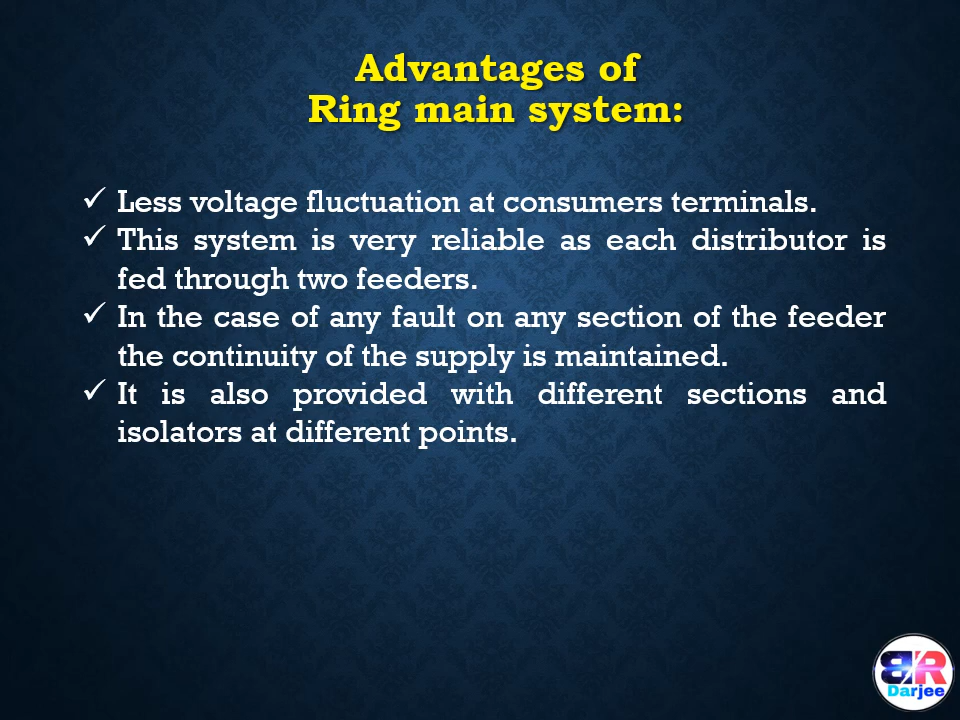 Advantages of
Ring main system:
✓ Less voltage fluctuation at consumers terminals.
✓ This system is very reliable as each distributor is
fed through two feeders.
✓ In the case of any fault on any section of the feeder
the continuity of the supply is maintained.
✓ It is also provided with different sections and
isolators at different points.
BR
Darjee